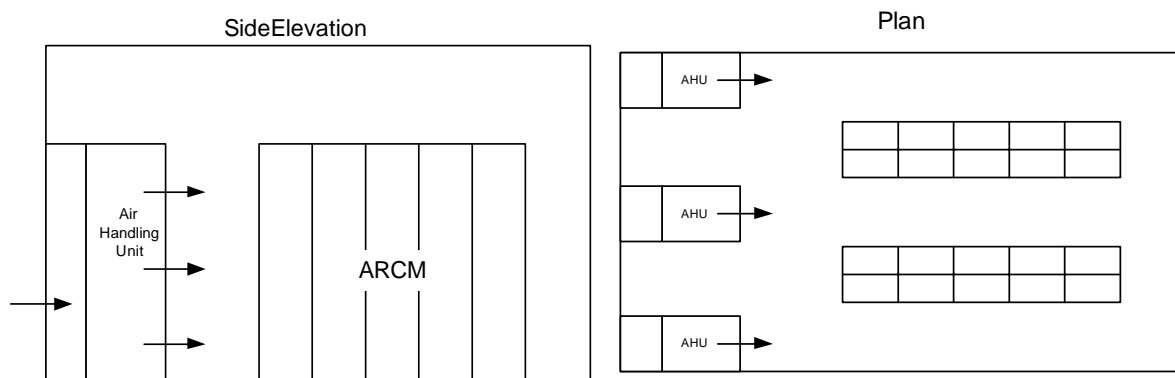 SideElevation
Plan
Air
Handling
Unit
ARCM
AHU
AHU
AHU